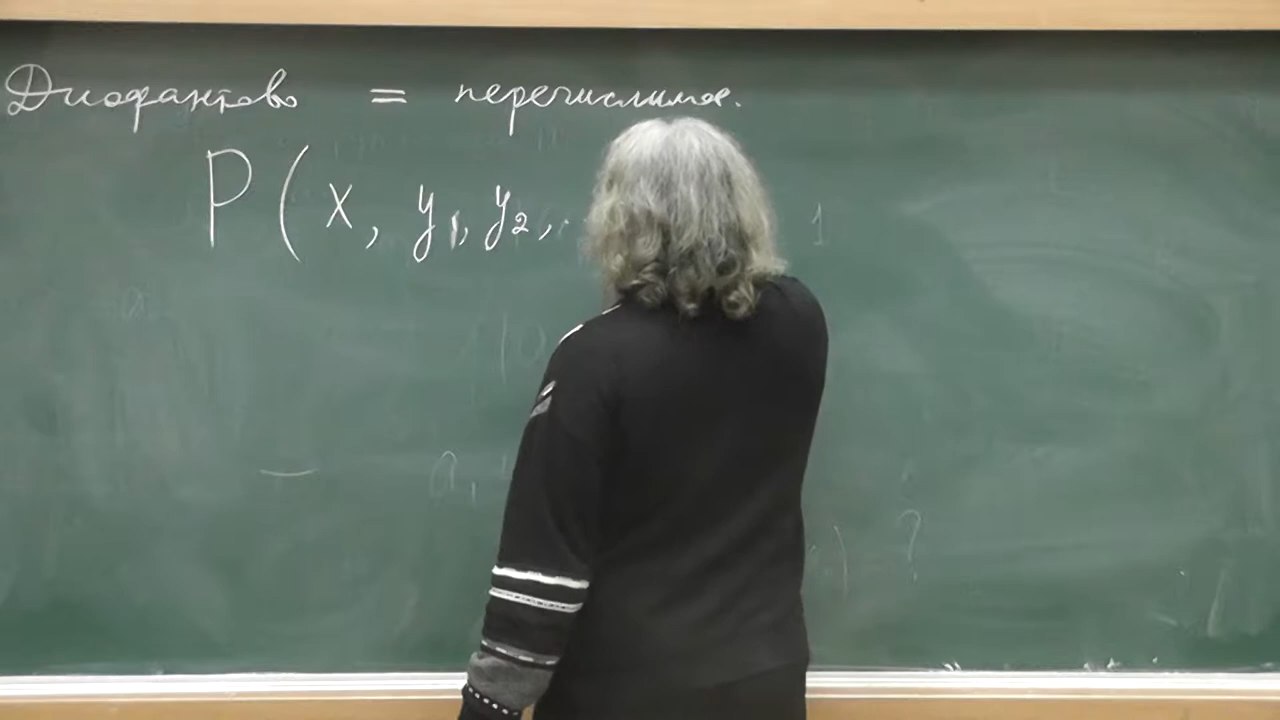 Диофантово = перечислимое.
P(x, y₁, y₂,